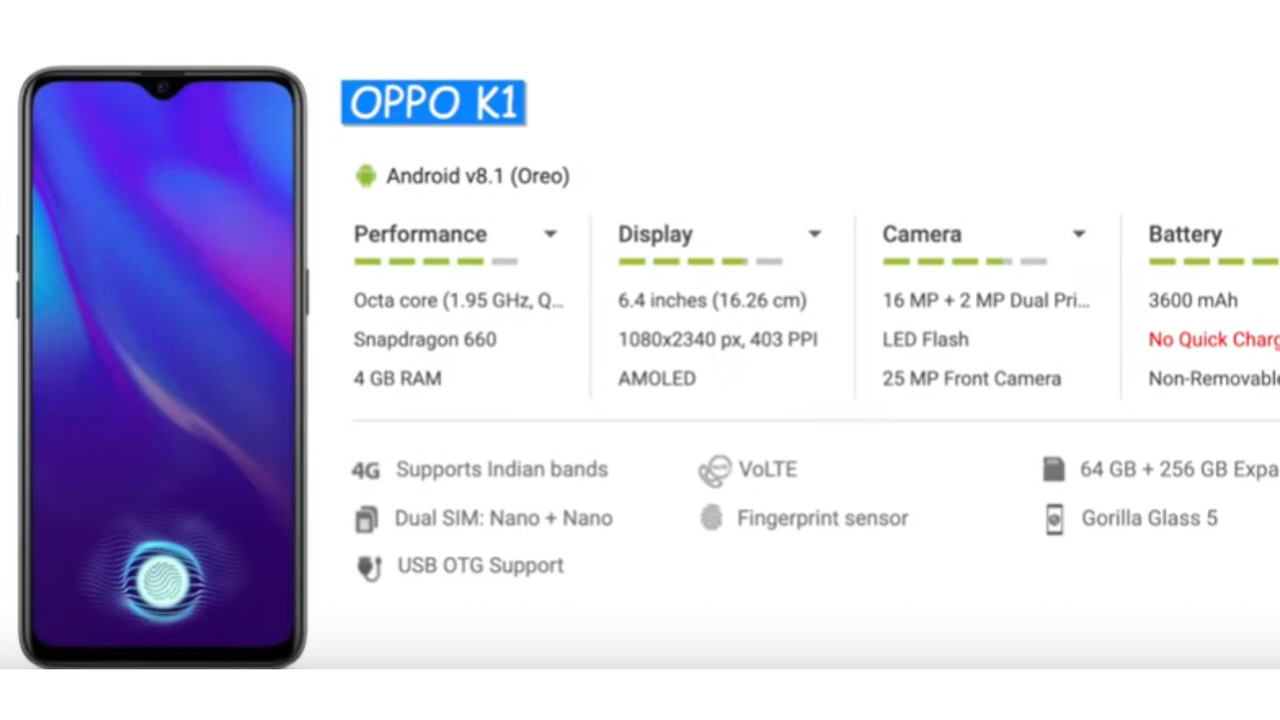 OPPO K1
Android v8.1 (Oreo)
Performance
Octa core (1.95 GHz, Q...
Snapdragon 660
4 GB RAM
Display
6.4 inches (16.26 cm)
1080x2340 px, 403 PPI
AMOLED
Camera
16 MP + 2 MP Dual Pri...
LED Flash
25 MP Front Camera
Battery
3600 mAh
No Quick Charg
Non-Removable
4G Supports Indian bands
VoLTE
64 GB + 256 GB Expa
Dual SIM: Nano + Nano
Fingerprint sensor
Gorilla Glass 5
USB OTG Support